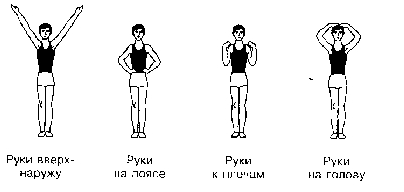 Руки вверх-
наружу
Руки
на поясе
Руки
к плечам
Руки
на голову